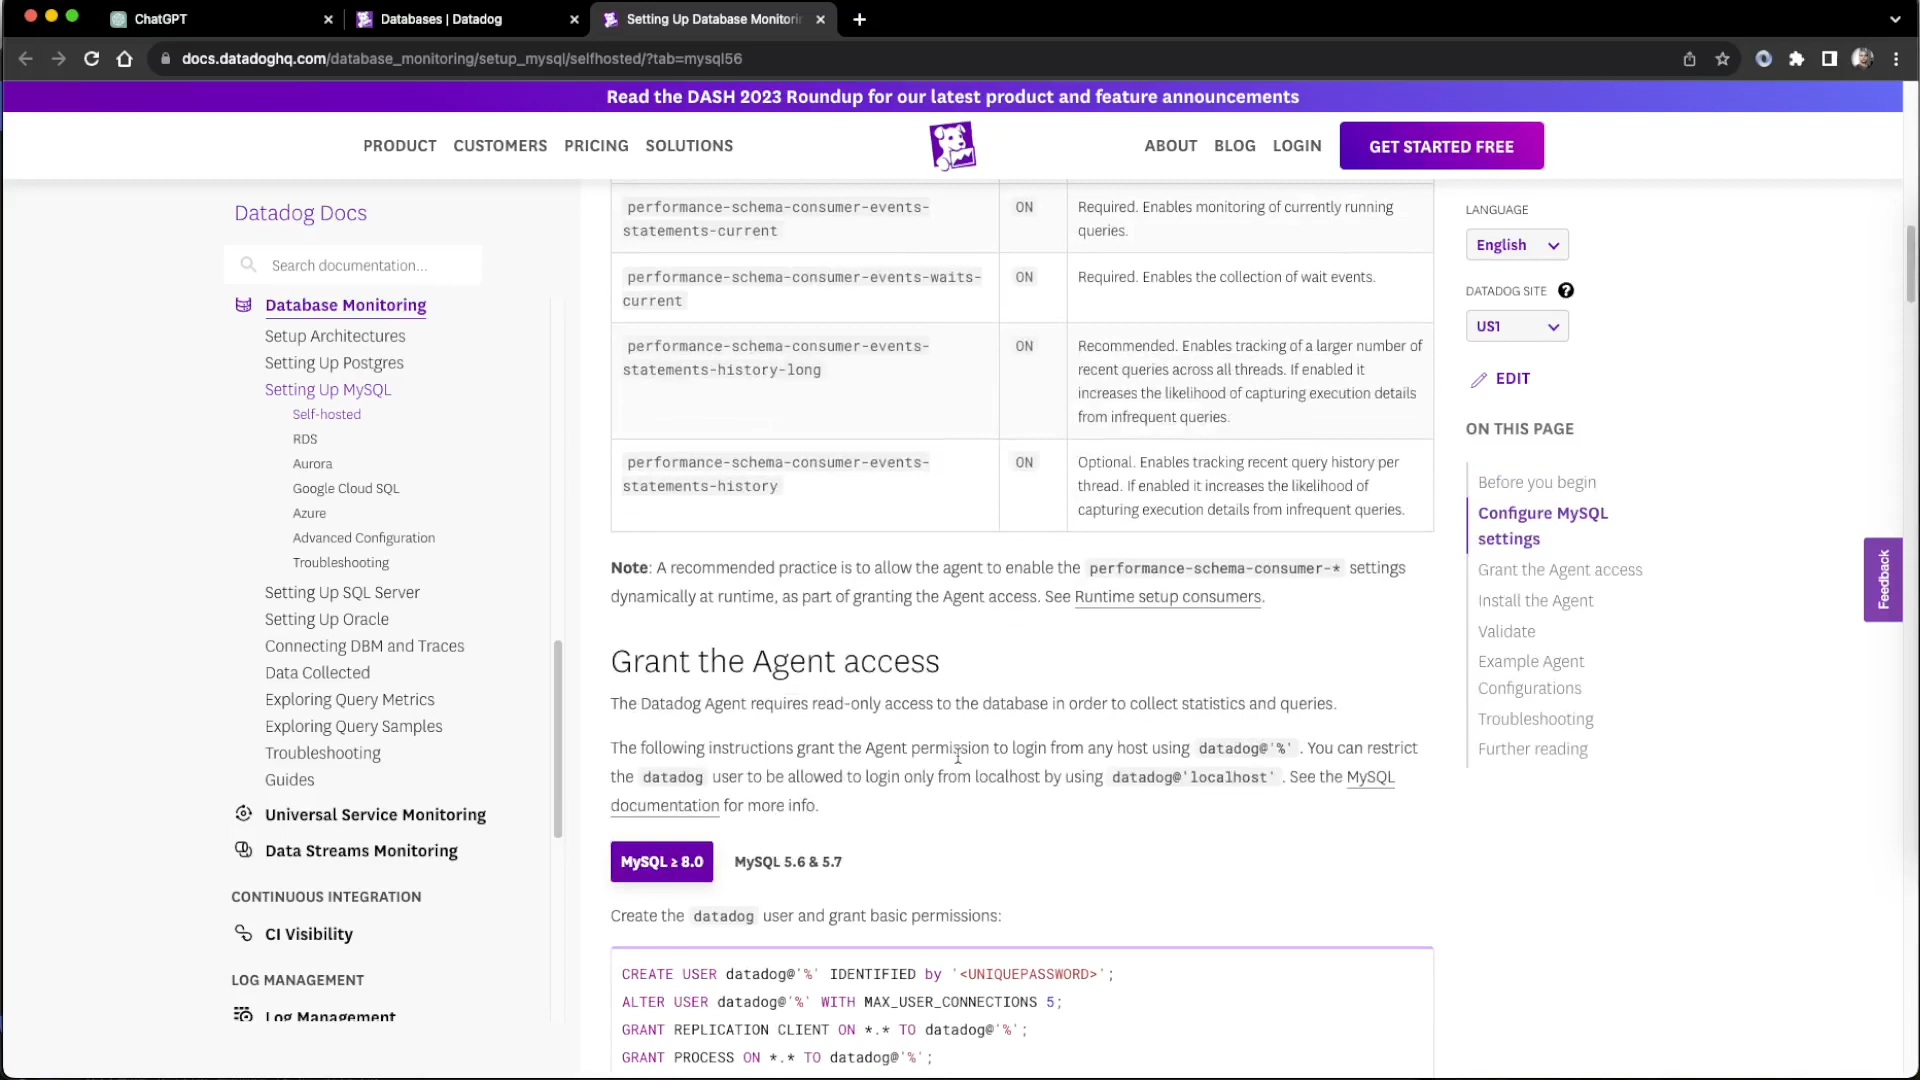 ChatGPT
Databases | Datadog
Setting Up Database Monitorin
docs.datadoghq.com/database_monitoring/setup_mysql/selfhosted/?tab=mysql56
Read the DASH 2023 Roundup for our latest product and feature announcements
PRODUCT CUSTOMERS PRICING SOLUTIONS
ABOUT BLOG LOGIN GET STARTED FREE
Datadog Docs
Search documentation...
Database Monitoring
Setup Architectures
Setting Up Postgres
Setting Up MySQL
Self-hosted
RDS
Aurora
Google Cloud SQL
Azure
Advanced Configuration
Troubleshooting
Setting Up SQL Server
Setting Up Oracle
Connecting DBM and Traces
Data Collected
Exploring Query Metrics
Exploring Query Samples
Troubleshooting
Guides
Universal Service Monitoring
Data Streams Monitoring
CONTINUOUS INTEGRATION
CI Visibility
LOG MANAGEMENT
Log Management
performance-schema-consumer-events-
statements-current
ON
Required. Enables monitoring of currently running
queries.
performance-schema-consumer-events-waits-
current
ON
Required. Enables the collection of wait events.
performance-schema-consumer-events-
statements-history-long
ON
Recommended. Enables tracking of a larger number of
recent queries across all threads. If enabled it
increases the likelihood of capturing execution details
from infrequent queries.
performance-schema-consumer-events-
statements-history
ON
Optional. Enables tracking recent query history per
thread. If enabled it increases the likelihood of
capturing execution details from infrequent queries.
Note: A recommended practice is to allow the agent to enable the performance-schema-consumer-* settings
dynamically at runtime, as part of granting the Agent access. See Runtime setup consumers.
Grant the Agent access
The Datadog Agent requires read-only access to the database in order to collect statistics and queries.
The following instructions grant the Agent permission to login from any host using datadog@'%'. You can restrict
the datadog user to be allowed to login only from localhost by using datadog@'localhost'. See the MySQL
documentation for more info.
MySQL ≥ 8.0 MySQL 5.6 & 5.7
Create the datadog user and grant basic permissions:
CREATE USER datadog@'%' IDENTIFIED by '<UNIQUEPASSWORD>';
ALTER USER datadog@'%' WITH MAX_USER_CONNECTIONS 5;
GRANT REPLICATION CLIENT ON *.* TO datadog@'%';
GRANT PROCESS ON *.* TO datadog@'%';
LANGUAGE
English
DATADOG SITE ?
US1
EDIT
ON THIS PAGE
Before you begin
Configure MySQL
settings
Grant the Agent access
Install the Agent
Validate
Example Agent
Configurations
Troubleshooting
Further reading
Feedback